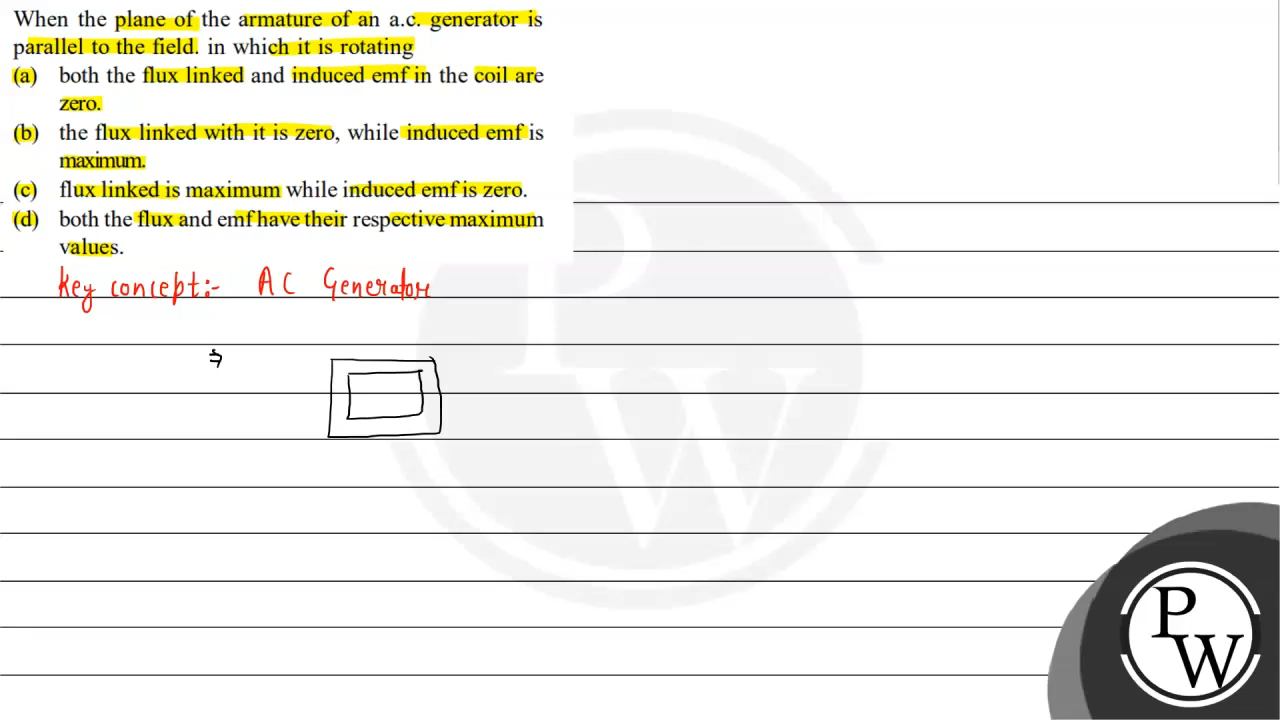 When the plane of the armature of an a.c. generator is
parallel to the field. in which it is rotating
(a) both the flux linked and induced emf in the coil are
zero.
(b) the flux linked with it is zero, while induced emf is
maximum.
(c) flux linked is maximum while induced emf is zero.
(d) both the flux and emf have their respective maximum
values.
Key concept:- AC Generator
⇒
P
W
P
W